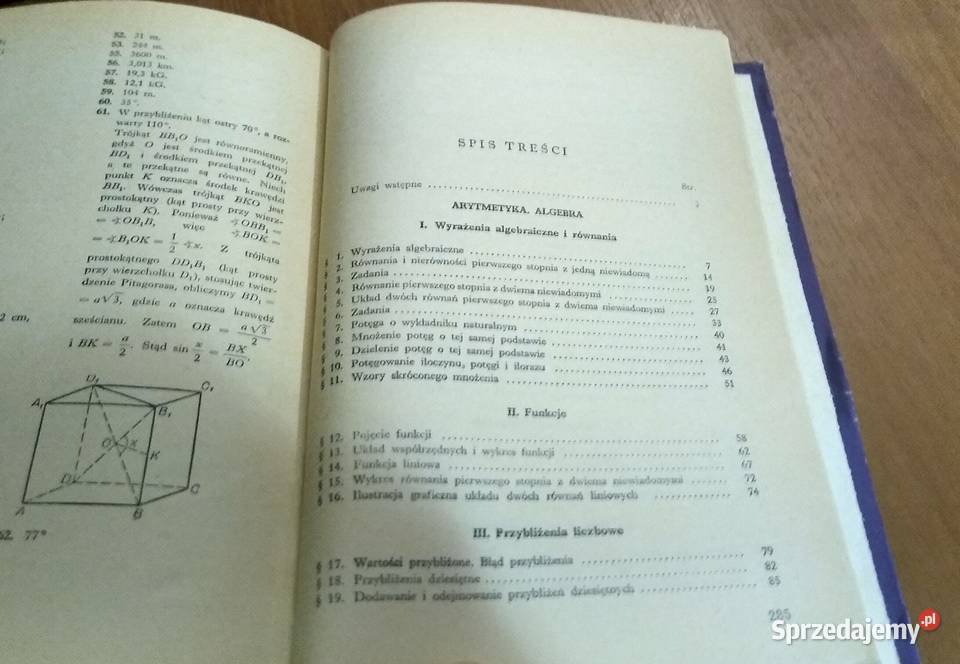 52. 31 m.
53. 244 m.
55. 3600 m.
56. 3,013 km.
57. 19,3 kG.
58. 12,1 kG.
59. 104 m.
60. 35°.
61. W przybliżeniu kąt ostry 70°, a roz-
warty 110°.
Trójkąt BB₁O jest równoramienny,
gdyż O jest środkiem przekątnej
BD₁ i środkiem przekątnej DB₁,
a te przekątne są równe. Niech
punkt K oznacza środek krawędzi
BB₁. Wówczas trójkąt BKO jest
prostokątny (kąt prosty przy wierz-
chołku K). Ponieważ ∢OBB₁ =
= ∢OB₁B, więc ∢BOK =
= ∢B₁OK = 1/2 ∢x. Z trójkąta
prostokątnego DD₁B₁ (kąt prosty
przy wierzchołku D₁), stosując twier-
dzenie Pitagorasa, obliczymy BD₁ =
= a√3, gdzie a oznacza krawędź
2 cm, sześcianu. Zatem OB = a√3/2
i BK = a/2. Stąd sin x/2 = BX/BO.
D₁ C₁
A₁ B₁
O x
K
D C
A B
62. 77°
SPIS TREŚCI
Str.
Uwagi wstępne
ARYTMETYKA. ALGEBRA
I. Wyrażenia algebraiczne i równania
§ 1. Wyrażenia algebraiczne 7
§ 2. Równania i nierówności pierwszego stopnia z jedną niewiadomą 14
§ 3. Zadania 19
§ 4. Równanie pierwszego stopnia z dwiema niewiadomymi 25
§ 5. Układ dwóch równań pierwszego stopnia z dwiema niewiadomymi 27
§ 6. Zadania 33
§ 7. Potęga o wykładniku naturalnym 40
§ 8. Mnożenie potęg o tej samej podstawie 41
§ 9. Dzielenie potęg o tej samej podstawie 43
§ 10. Potęgowanie iloczynu, potęgi i ilorazu 46
§ 11. Wzory skróconego mnożenia 51
II. Funkcje
§ 12. Pojęcie funkcji 58
§ 13. Układ współrzędnych i wykres funkcji 62
§ 14. Funkcja liniowa 67
§ 15. Wykres równania pierwszego stopnia z dwiema niewiadomymi 72
§ 16. Ilustracja graficzna układu dwóch równań liniowych 74
III. Przybliżenia liczbowe
§ 17. Wartości przybliżone. Błąd przybliżenia 79
§ 18. Przybliżenia dziesiętne 82
§ 19. Dodawanie i odejmowanie przybliżeń dziesiętnych 85
285
Sprzedajemy.pl